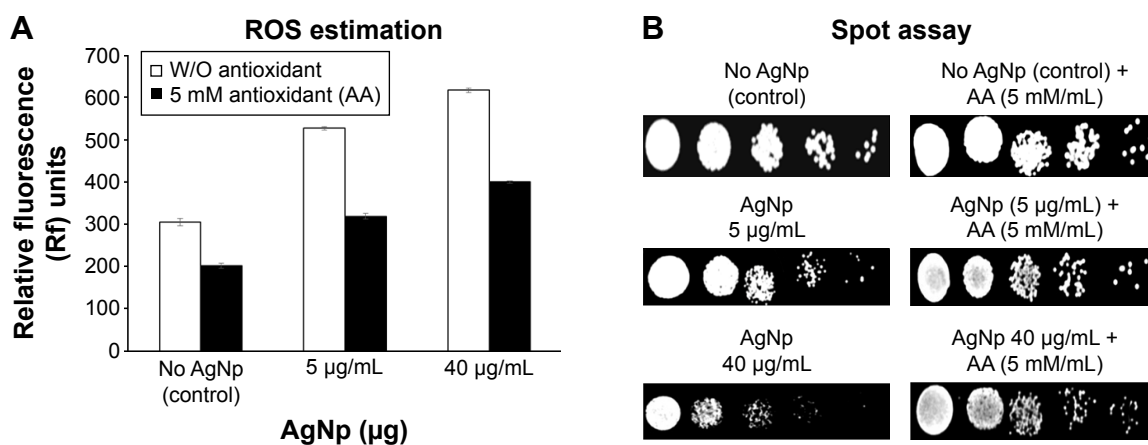 A
ROS estimation
700
600
500
400
300
200
100
0
W/O antioxidant
5 mM antioxidant (AA)
Relative fluorescence
(Rf) units
No AgNp
(control)
5 µg/mL
40 µg/mL
AgNp (µg)
B
Spot assay
No AgNp
(control)
No AgNp (control) +
AA (5 mM/mL)
AgNp
5 µg/mL
AgNp (5 µg/mL) +
AA (5 mM/mL)
AgNp
40 µg/mL
AgNp 40 µg/mL +
AA (5 mM/mL)